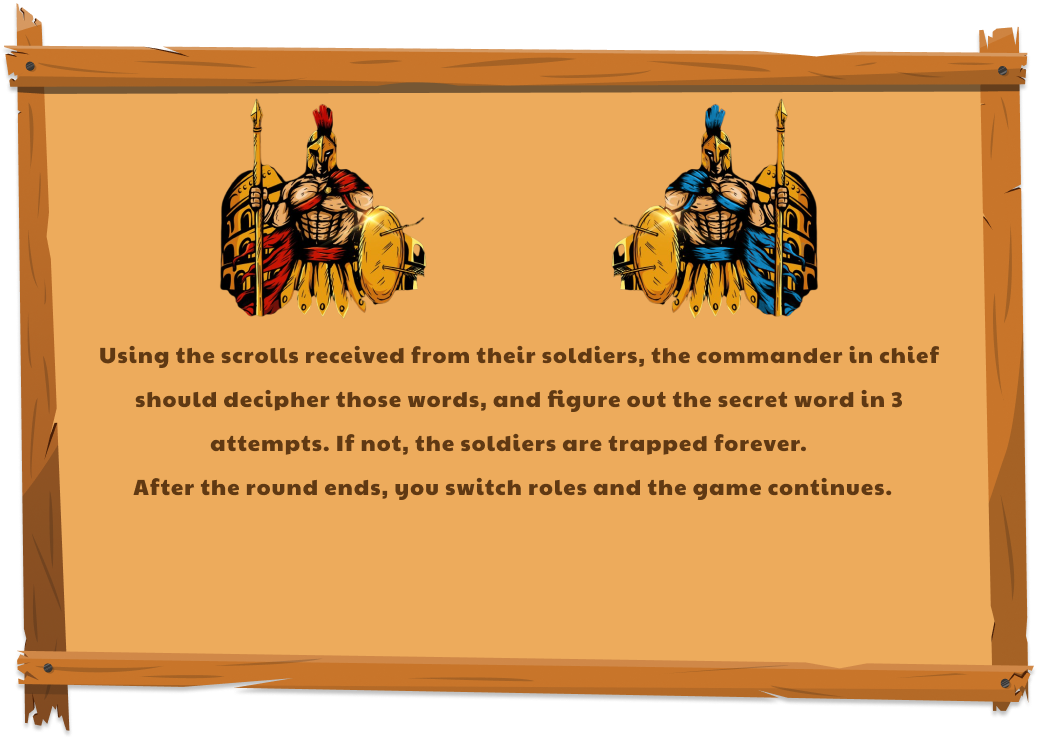 Using the scrolls received from their soldiers, the commander in chief
should decipher those words, and figure out the secret word in 3
attempts. If not, the soldiers are trapped forever.
After the round ends, you switch roles and the game continues.